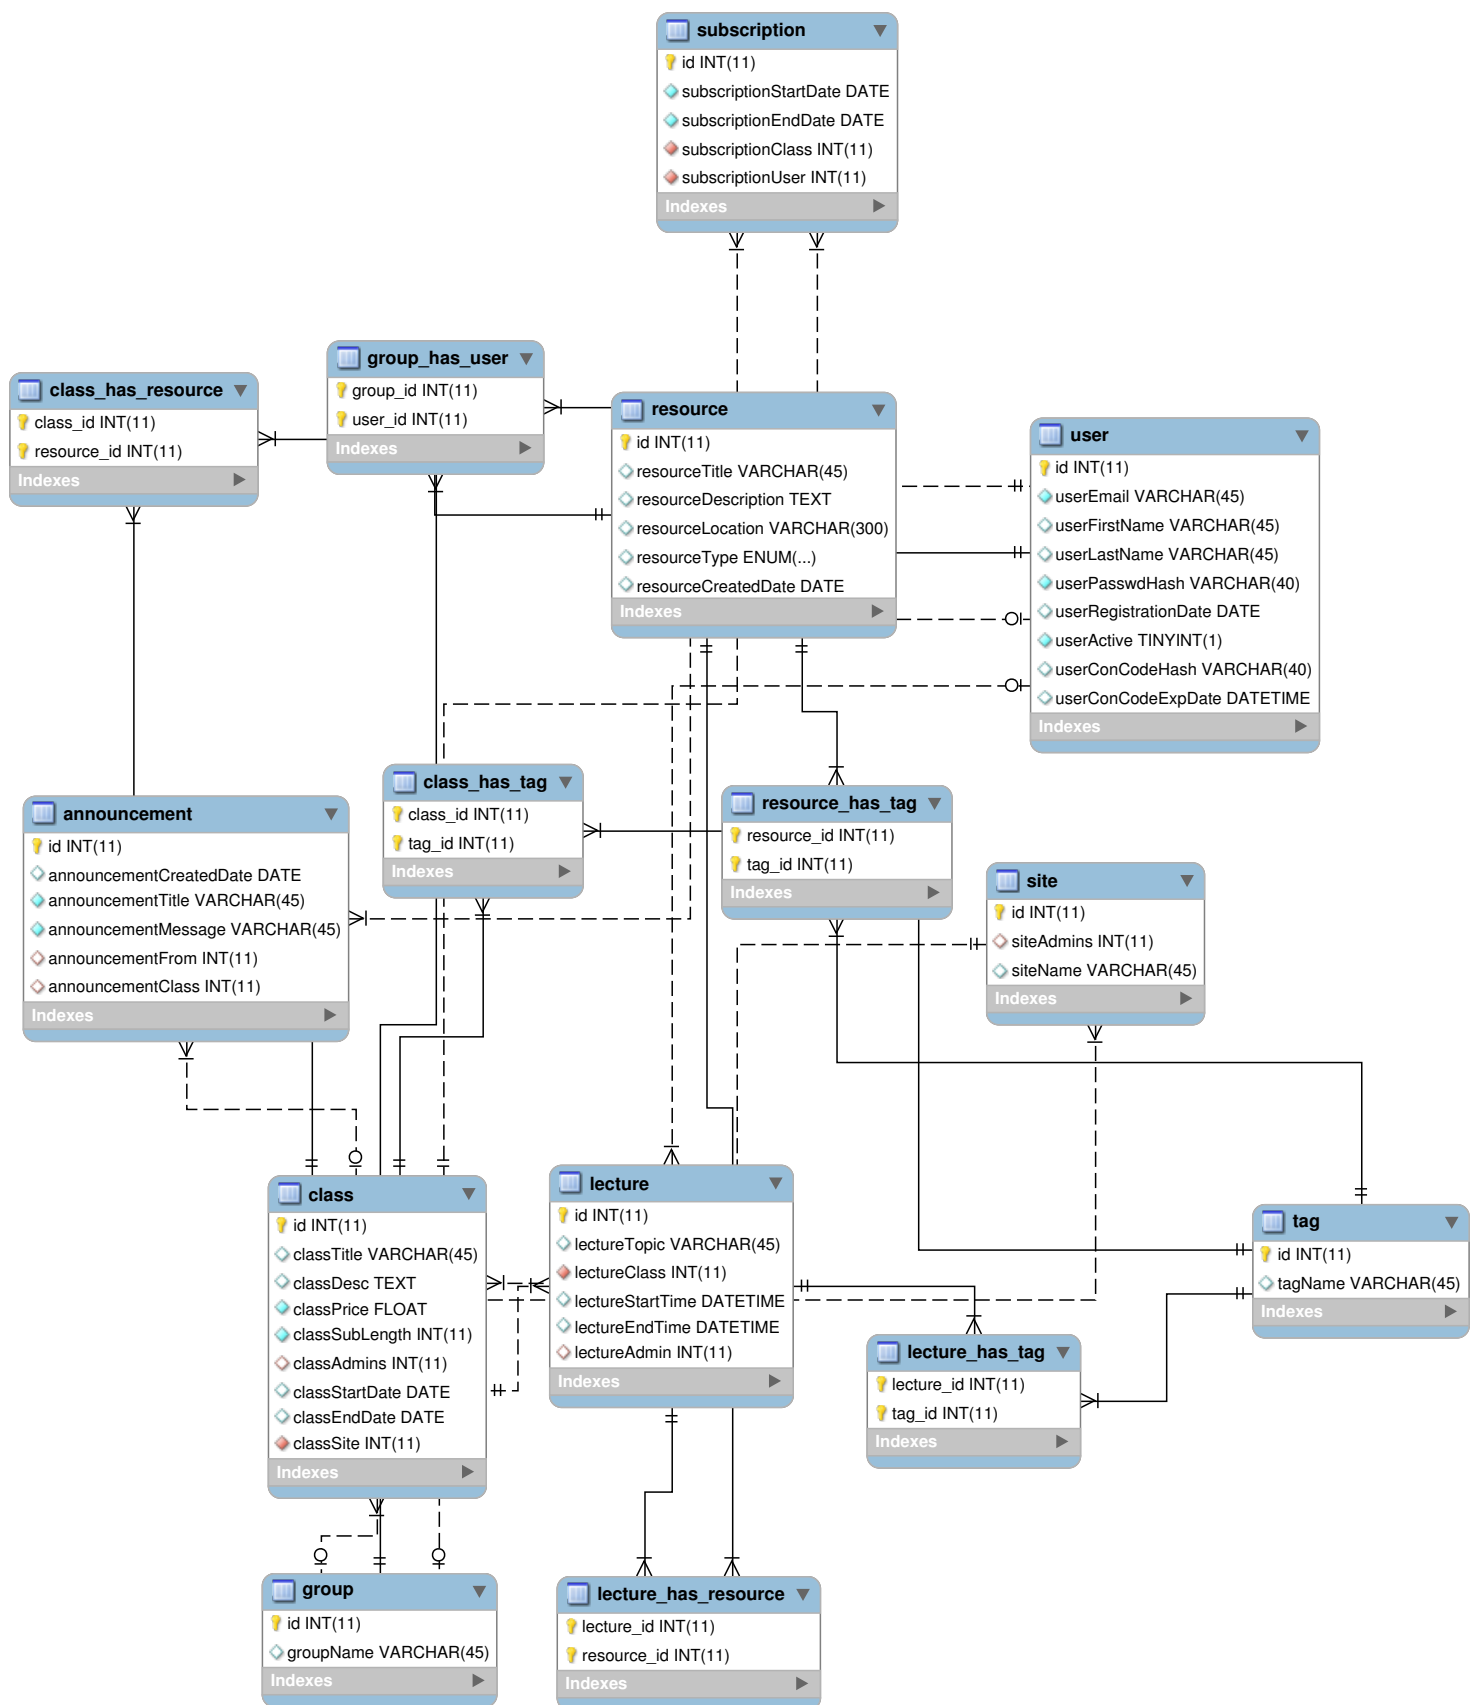 subscription
id INT(11)
subscriptionStartDate DATE
subscriptionEndDate DATE
subscriptionClass INT(11)
subscriptionUser INT(11)
Indexes
group_has_user
group_id INT(11)
user_id INT(11)
Indexes
class_has_resource
class_id INT(11)
resource_id INT(11)
Indexes
resource
id INT(11)
resourceTitle VARCHAR(45)
resourceDescription TEXT
resourceLocation VARCHAR(300)
resourceType ENUM(...)
resourceCreatedDate DATE
Indexes
user
id INT(11)
userEmail VARCHAR(45)
userFirstName VARCHAR(45)
userLastName VARCHAR(45)
userPasswdHash VARCHAR(40)
userRegistrationDate DATE
userActive TINYINT(1)
userConCodeHash VARCHAR(40)
userConCodeExpDate DATETIME
Indexes
announcement
id INT(11)
announcementCreatedDate DATE
announcementTitle VARCHAR(45)
announcementMessage VARCHAR(45)
announcementFrom INT(11)
announcementClass INT(11)
Indexes
class_has_tag
class_id INT(11)
tag_id INT(11)
Indexes
resource_has_tag
resource_id INT(11)
tag_id INT(11)
Indexes
site
id INT(11)
siteAdmins INT(11)
siteName VARCHAR(45)
Indexes
class
id INT(11)
classTitle VARCHAR(45)
classDesc TEXT
classPrice FLOAT
classSubLength INT(11)
classAdmins INT(11)
classStartDate DATE
classEndDate DATE
classSite INT(11)
Indexes
lecture
id INT(11)
lectureTopic VARCHAR(45)
lectureClass INT(11)
lectureStartTime DATETIME
lectureEndTime DATETIME
lectureAdmin INT(11)
Indexes
tag
id INT(11)
tagName VARCHAR(45)
Indexes
lecture_has_tag
lecture_id INT(11)
tag_id INT(11)
Indexes
group
id INT(11)
groupName VARCHAR(45)
Indexes
lecture_has_resource
lecture_id INT(11)
resource_id INT(11)
Indexes